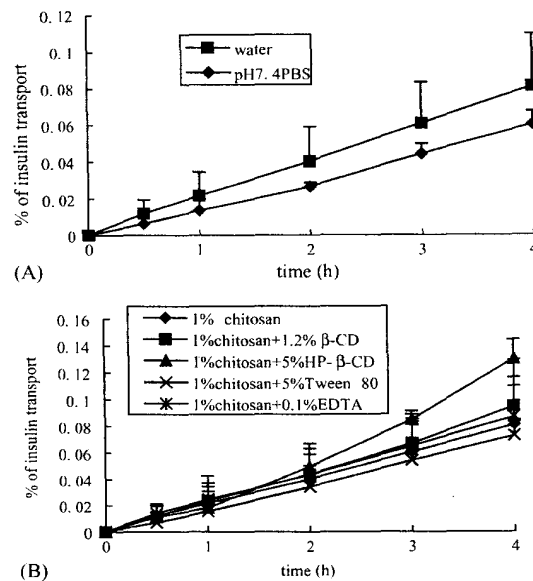 0.12
0.1
0.08
0.06
0.04
0.02
0
% of insulin transport
water
pH7.4PBS
0 1 2 3 4
time (h)
(A)
0.16
0.14
0.12
0.1
0.08
0.06
0.04
0.02
0
% of insulin transport
1% chitosan
1%chitosan+1.2% β-CD
1%chitosan+5%HP-β-CD
1%chitosan+5%Tween 80
1%chitosan+0.1%EDTA
0 1 2 3 4
time (h)
(B)